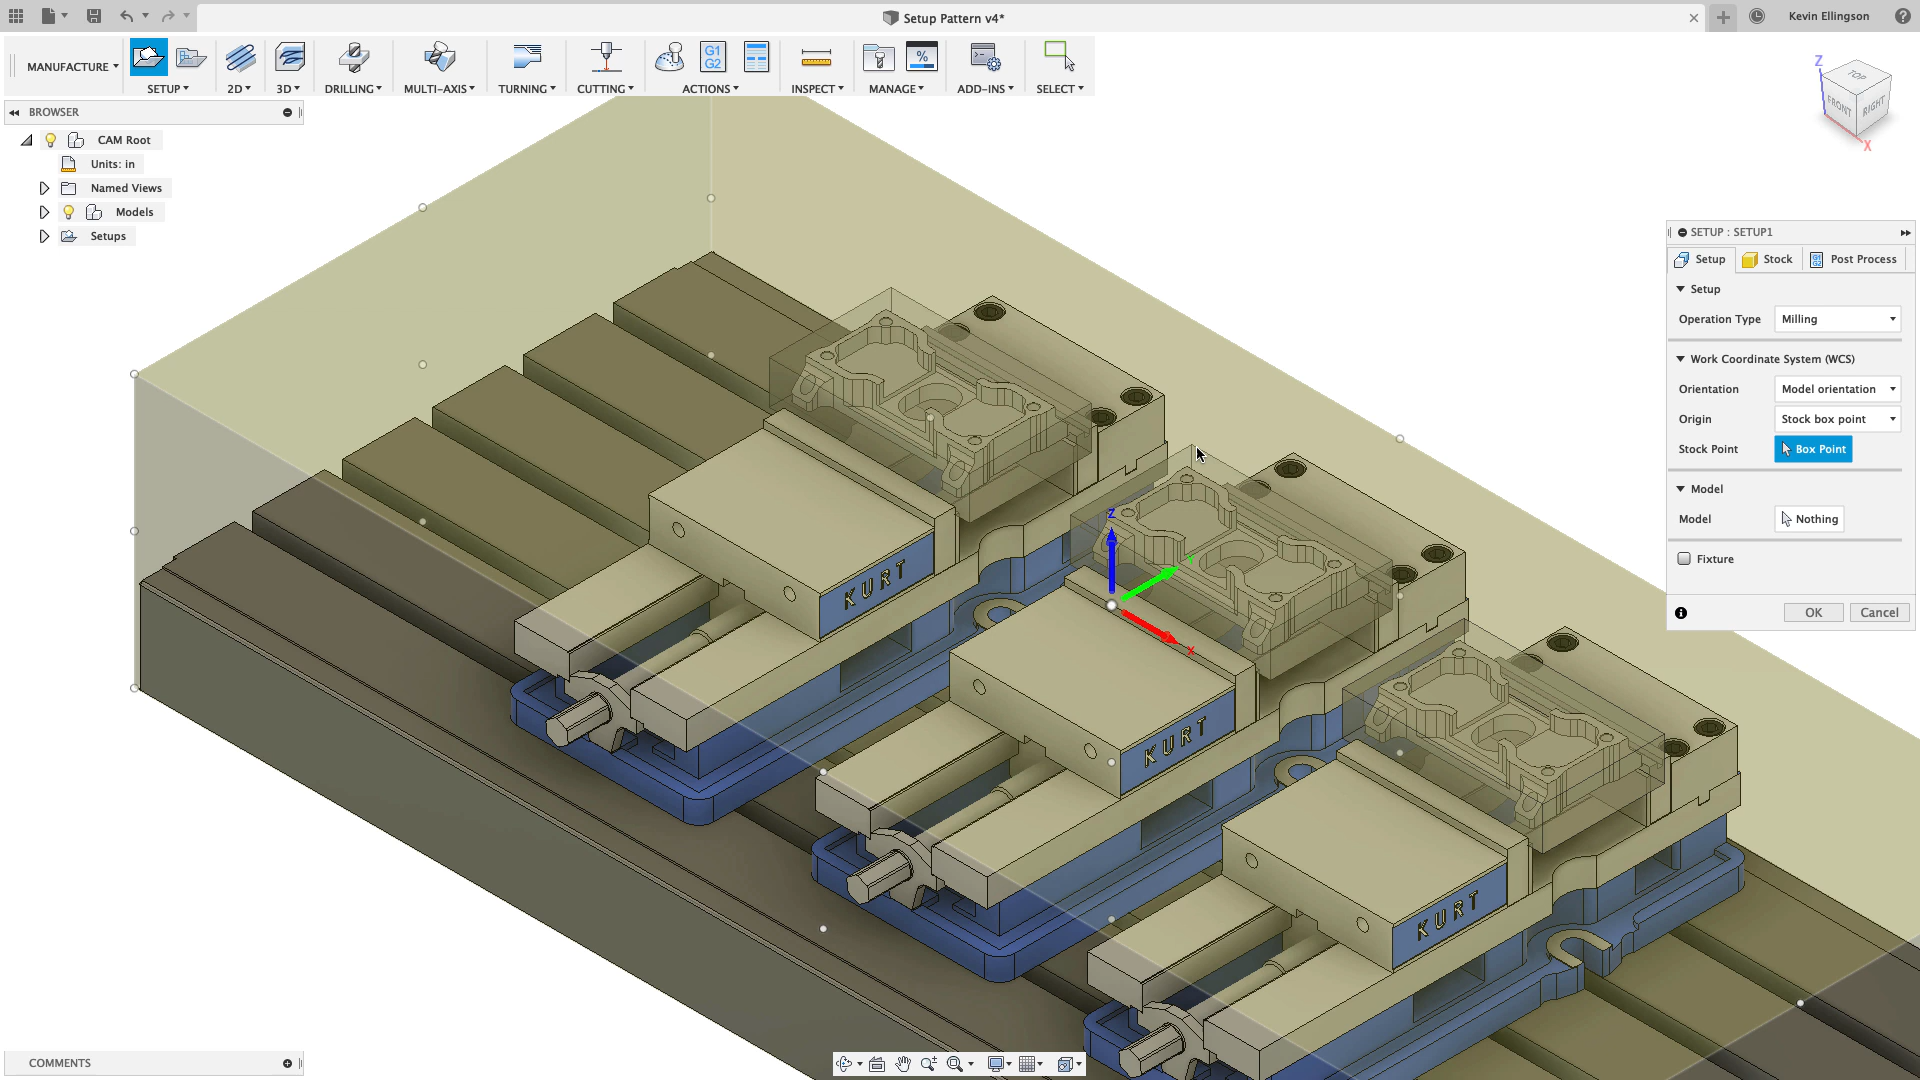 Setup Pattern v4*
Kevin Ellingson
MANUFACTURE
G1
G2
%
SETUP
2D
3D
DRILLING
MULTI-AXIS
TURNING
CUTTING
ACTIONS
INSPECT
MANAGE
ADD-INS
SELECT
BROWSER
CAM Root
Units: in
Named Views
Models
Setups
Z
TOP
FRONT
RIGHT
X
SETUP : SETUP1
Setup
Stock
Post Process
Setup
Operation Type
Milling
Work Coordinate System (WCS)
Orientation
Model orientation
Origin
Stock box point
Stock Point
Box Point
Model
Model
Nothing
Fixture
OK
Cancel
Z
X
KURT
KURT
KURT
COMMENTS